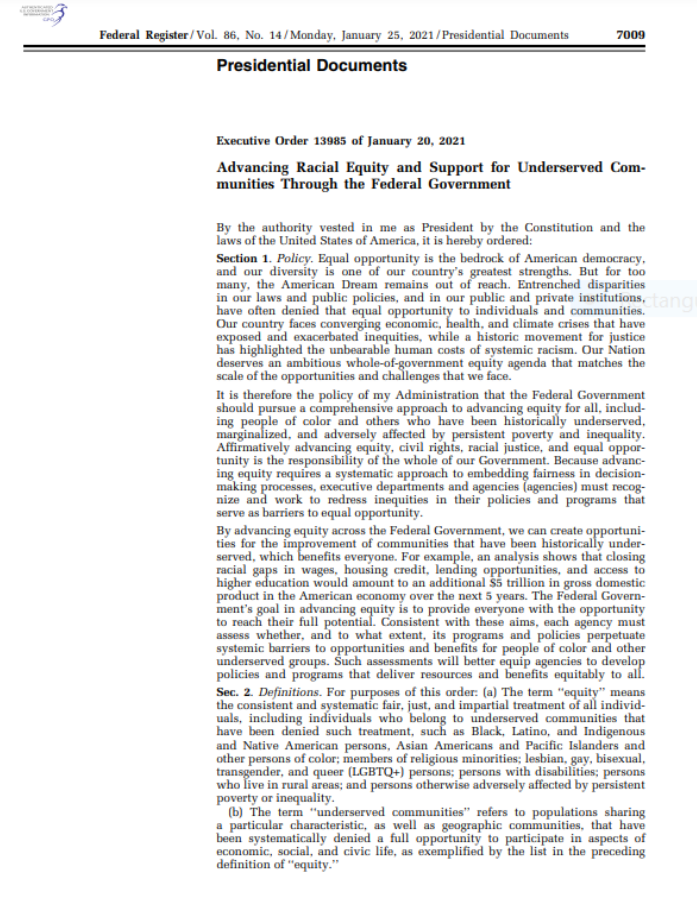 AUTHENTICATED
U.S. GOVERNMENT
INFORMATION
GPO
Federal Register / Vol. 86, No. 14 / Monday, January 25, 2021 / Presidential Documents 7009
Presidential Documents
Executive Order 13985 of January 20, 2021
Advancing Racial Equity and Support for Underserved Com-
munities Through the Federal Government
By the authority vested in me as President by the Constitution and the
laws of the United States of America, it is hereby ordered:
Section 1. Policy. Equal opportunity is the bedrock of American democracy,
and our diversity is one of our country's greatest strengths. But for too
many, the American Dream remains out of reach. Entrenched disparities
in our laws and public policies, and in our public and private institutions,
have often denied that equal opportunity to individuals and communities.
Our country faces converging economic, health, and climate crises that have
exposed and exacerbated inequities, while a historic movement for justice
has highlighted the unbearable human costs of systemic racism. Our Nation
deserves an ambitious whole-of-government equity agenda that matches the
scale of the opportunities and challenges that we face.
It is therefore the policy of my Administration that the Federal Government
should pursue a comprehensive approach to advancing equity for all, includ-
ing people of color and others who have been historically underserved,
marginalized, and adversely affected by persistent poverty and inequality.
Affirmatively advancing equity, civil rights, racial justice, and equal oppor-
tunity is the responsibility of the whole of our Government. Because advanc-
ing equity requires a systematic approach to embedding fairness in decision-
making processes, executive departments and agencies (agencies) must recog-
nize and work to redress inequities in their policies and programs that
serve as barriers to equal opportunity.
By advancing equity across the Federal Government, we can create opportuni-
ties for the improvement of communities that have been historically under-
served, which benefits everyone. For example, an analysis shows that closing
racial gaps in wages, housing credit, lending opportunities, and access to
higher education would amount to an additional $5 trillion in gross domestic
product in the American economy over the next 5 years. The Federal Govern-
ment's goal in advancing equity is to provide everyone with the opportunity
to reach their full potential. Consistent with these aims, each agency must
assess whether, and to what extent, its programs and policies perpetuate
systemic barriers to opportunities and benefits for people of color and other
underserved groups. Such assessments will better equip agencies to develop
policies and programs that deliver resources and benefits equitably to all.
Sec. 2. Definitions. For purposes of this order: (a) The term "equity" means
the consistent and systematic fair, just, and impartial treatment of all individ-
uals, including individuals who belong to underserved communities that
have been denied such treatment, such as Black, Latino, and Indigenous
and Native American persons, Asian Americans and Pacific Islanders and
other persons of color; members of religious minorities; lesbian, gay, bisexual,
transgender, and queer (LGBTQ+) persons; persons with disabilities; persons
who live in rural areas; and persons otherwise adversely affected by persistent
poverty or inequality.
(b) The term "underserved communities" refers to populations sharing
a particular characteristic, as well as geographic communities, that have
been systematically denied a full opportunity to participate in aspects of
economic, social, and civic life, as exemplified by the list in the preceding
definition of "equity."